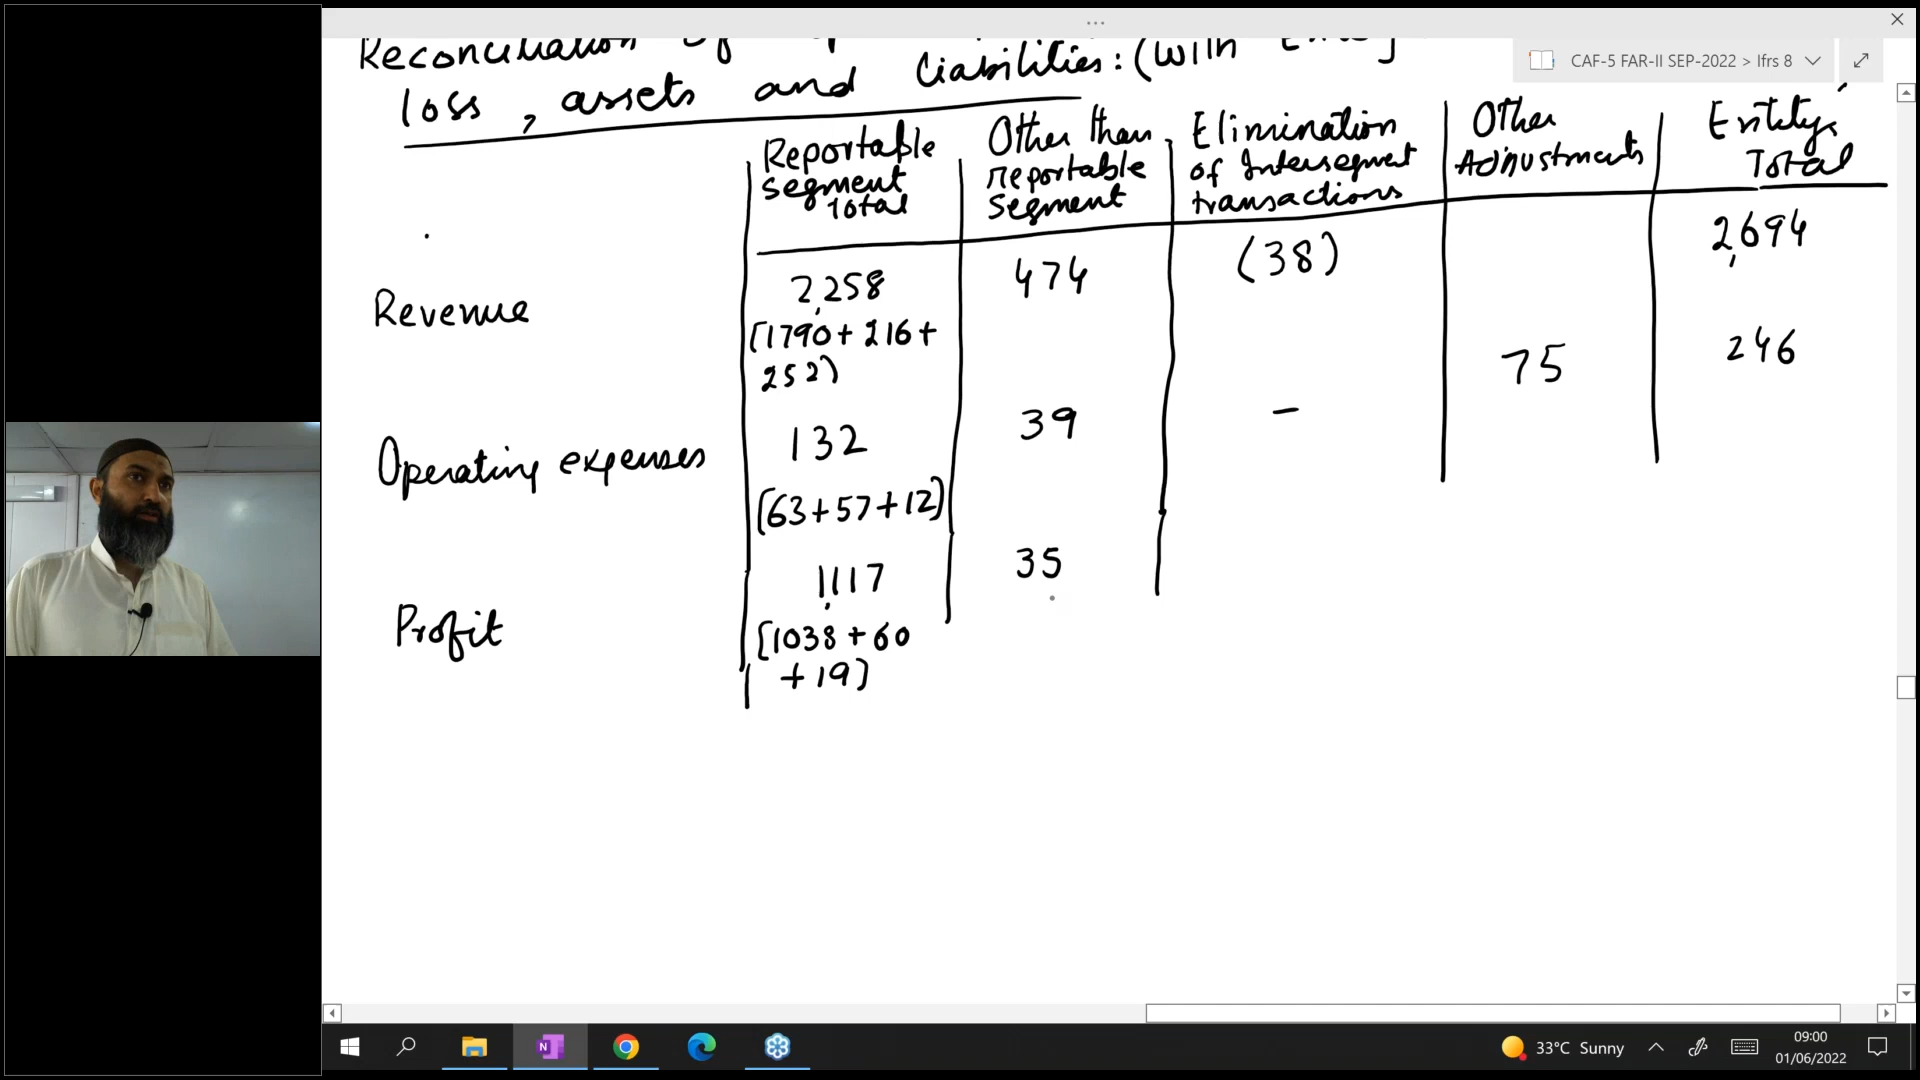 CAF-5 FAR-II SEP-2022 > Ifrs 8
Reconciliation of
loss, assets and Liabilities: (With
Reportable segment Total
Other than reportable segment
Elimination of Intersegment transactions
Other Adjustments
Entity's Total
Revenue 2,258 474 (38) 2,694
[1790 + 216 +
252]
Operating expenses 132 39 - 75 246
[63+57+12]
Profit 1,117 35
[1038 + 60
+ 19]
33°C Sunny
09:00
01/06/2022